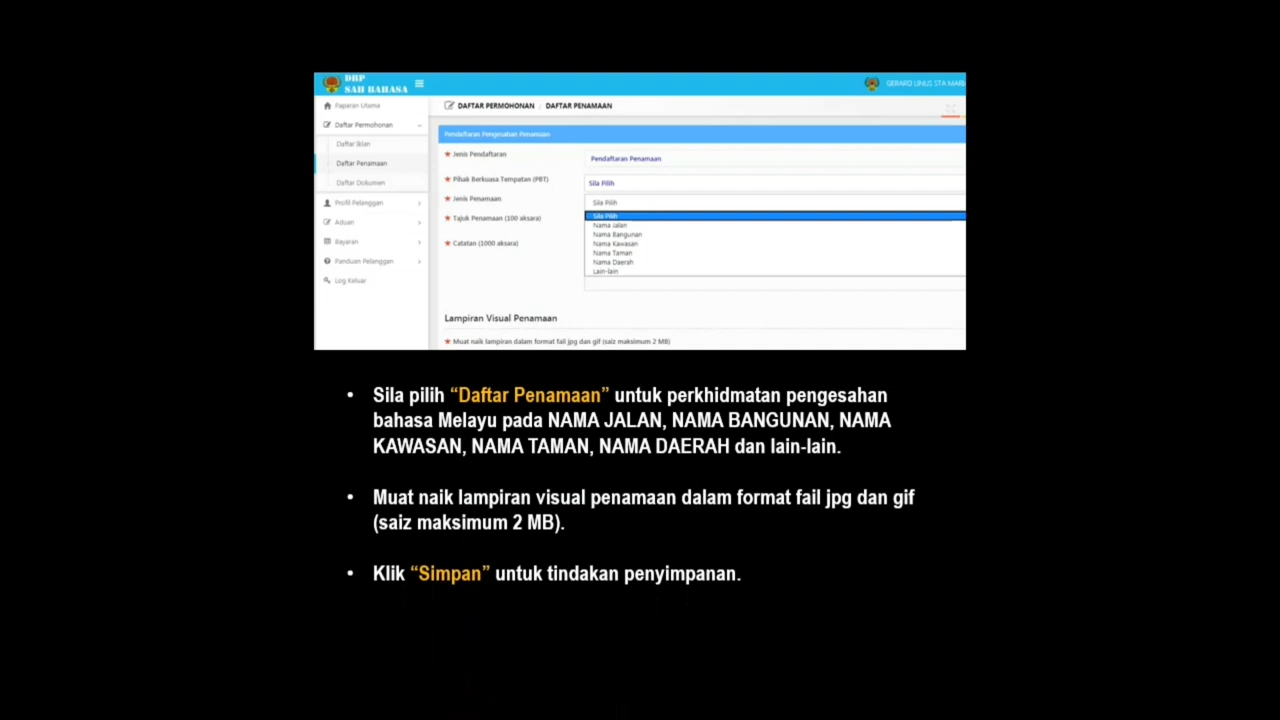 DBP
SAH BAHASA
GERARD LINUS STA MARI
Paparan Utama
Daftar Permohonan
Daftar Iklan
Daftar Penamaan
Daftar Dokumen
Profil Pelanggan
Aduan
Bayaran
Panduan Pelanggan
Log Keluar
DAFTAR PERMOHONAN / DAFTAR PENAMAAN
Pendaftaran Pengesahan Penamaan
* Jenis Pendaftaran
Pendaftaran Penamaan
* Pihak Berkuasa Tempatan (PBT)
Sila Pilih
* Jenis Penamaan
Sila Pilih
Sila Pilih
Nama Jalan
Nama Bangunan
Nama Kawasan
Nama Taman
Nama Daerah
Lain-lain
* Tajuk Penamaan (100 aksara)
* Catatan (1000 aksara)
Lampiran Visual Penamaan
* Muat naik lampiran dalam format fail jpg dan gif (saiz maksimum 2 MB)
• Sila pilih “Daftar Penamaan” untuk perkhidmatan pengesahan
bahasa Melayu pada NAMA JALAN, NAMA BANGUNAN, NAMA
KAWASAN, NAMA TAMAN, NAMA DAERAH dan lain-lain.
• Muat naik lampiran visual penamaan dalam format fail jpg dan gif
(saiz maksimum 2 MB).
• Klik “Simpan” untuk tindakan penyimpanan.